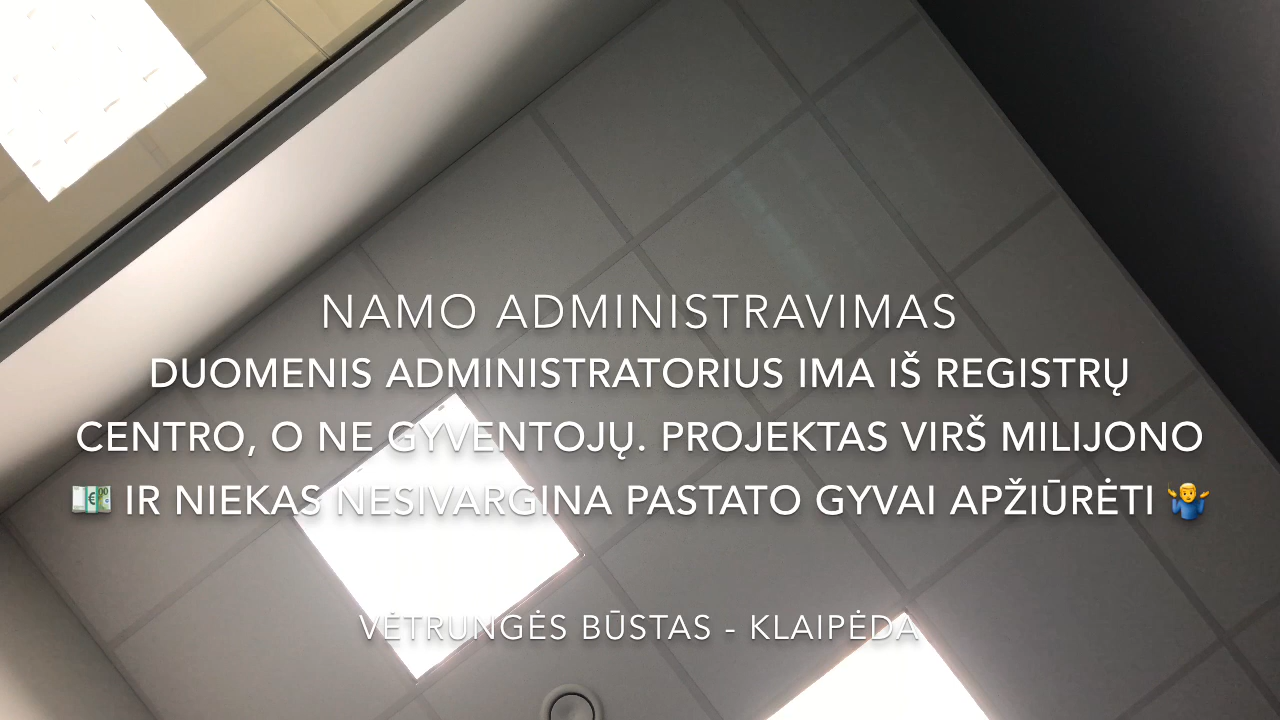 NAMO ADMINISTRAVIMAS
DUOMENIS ADMINISTRATORIUS IMA IŠ REGISTRŲ
CENTRO, O NE GYVENTOJŲ. PROJEKTAS VIRŠ MILIJONO
💶 IR NIEKAS NESIVARGINA PASTATO GYVAI APŽIŪRĖTI 🤷‍♂️
VĖTRUNGĖS BŪSTAS - KLAIPĖDA